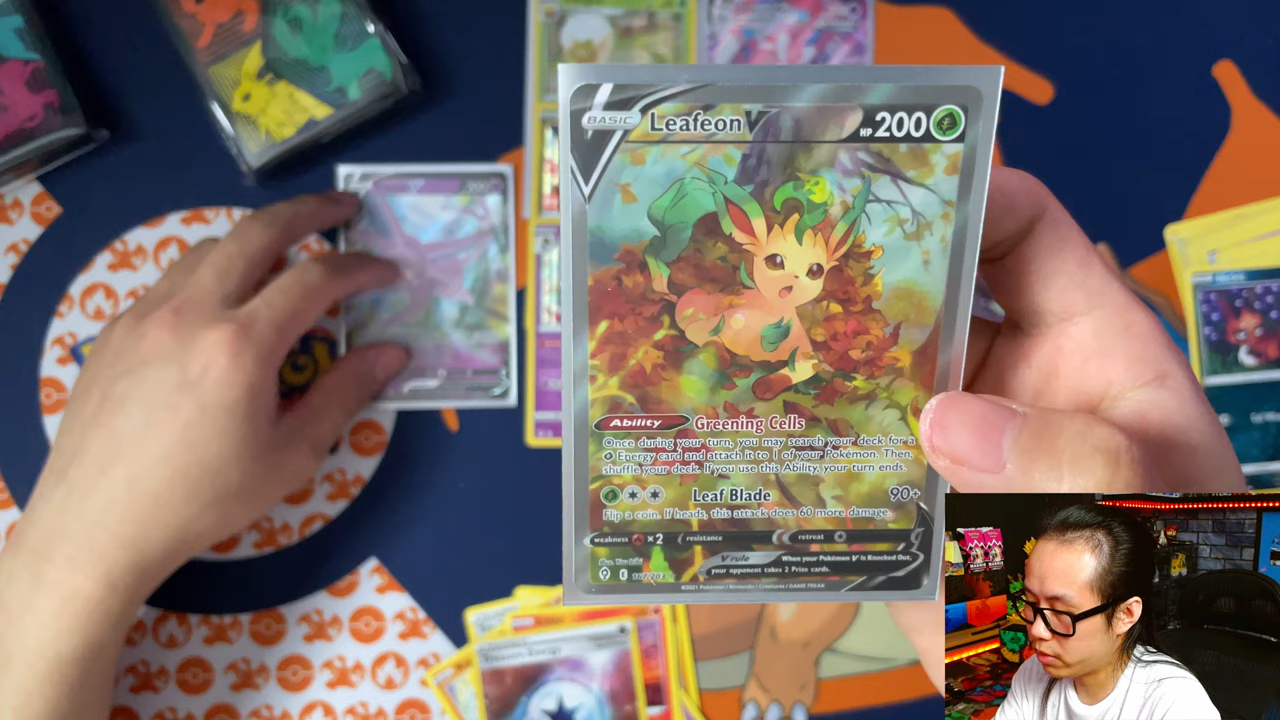 BASIC Leafeon V HP 200
Ability Greening Cells
Once during your turn, you may search your deck for a
Energy card and attach it to 1 of your Pokémon. Then,
shuffle your deck. If you use this Ability, your turn ends.
Leaf Blade 90+
Flip a coin. If heads, this attack does 60 more damage.
weakness ×2 resistance retreat
V rule When your Pokémon V is Knocked Out,
your opponent takes 2 Prize cards.
167/203
©2021 Pokémon / Nintendo / Creatures / GAME FREAK
Energy